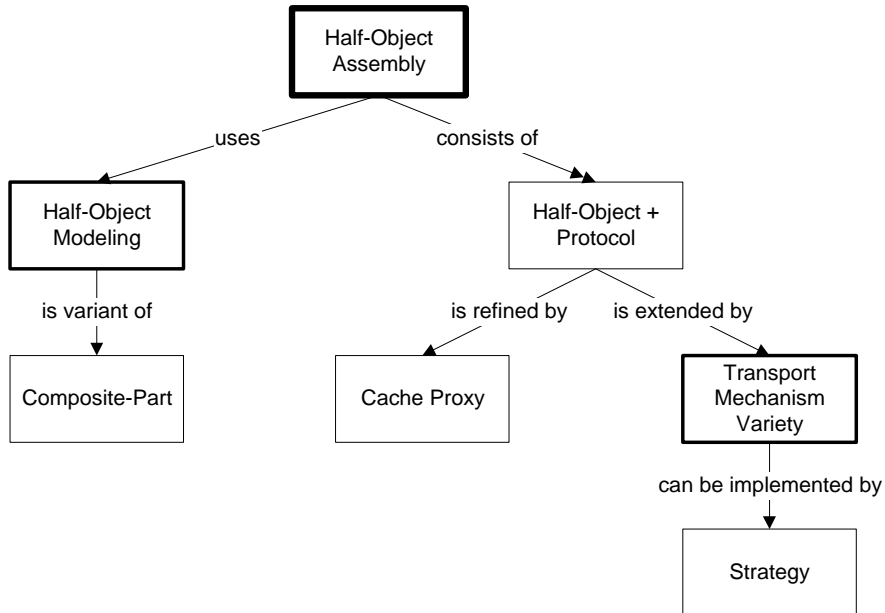 Half-Object
Assembly
uses
consists of
Half-Object
Modeling
Half-Object +
Protocol
is variant of
is refined by
is extended by
Composite-Part
Cache Proxy
Transport
Mechanism
Variety
can be implemented by
Strategy